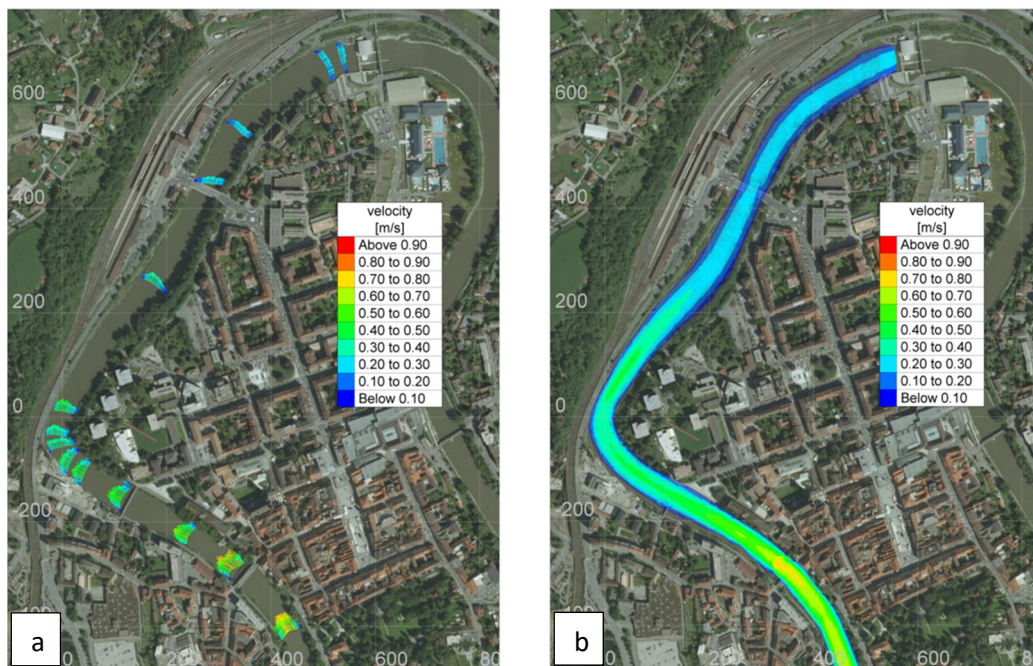 600
400
200
0
-200
velocity
[m/s]
Above 0.90
0.80 to 0.90
0.70 to 0.80
0.60 to 0.70
0.50 to 0.60
0.40 to 0.50
0.30 to 0.40
0.20 to 0.30
0.10 to 0.20
Below 0.10
a
200
400
600
600
400
200
0
-200
velocity
[m/s]
Above 0.90
0.80 to 0.90
0.70 to 0.80
0.60 to 0.70
0.50 to 0.60
0.40 to 0.50
0.30 to 0.40
0.20 to 0.30
0.10 to 0.20
Below 0.10
b
200
400
600